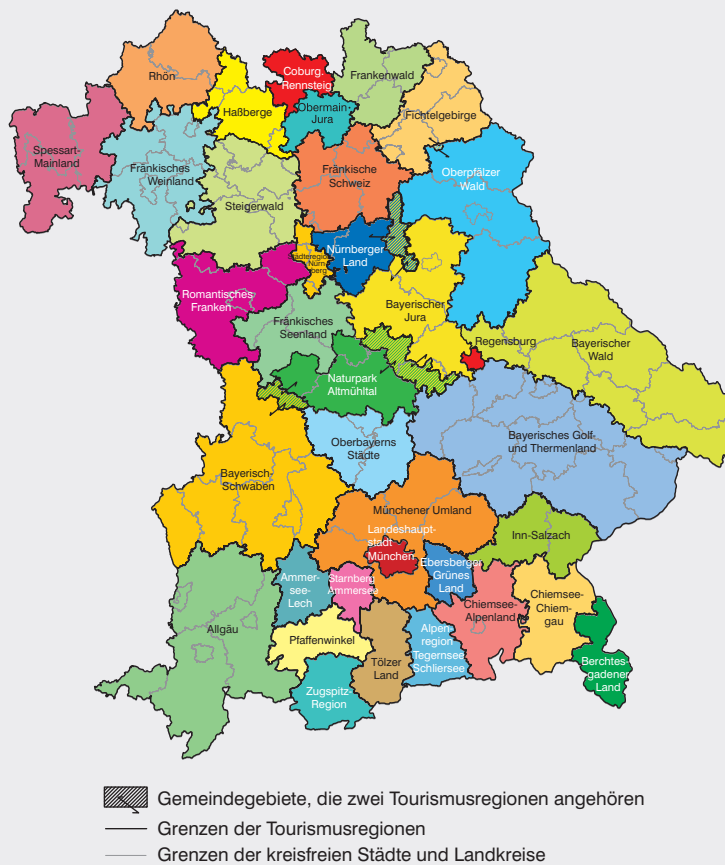 Rhön
Coburg.
Rennsteig
Frankenwald
Haßberge
Obermain-
Jura
Fichtelgebirge
Spessart-
Mainland
Fränkisches
Weinland
Fränkische
Schweiz
Oberpfälzer
Wald
Steigerwald
Städteregion
Nürn-
berg
Nürnberger
Land
Romantisches
Franken
Bayerischer
Jura
Fränkisches
Seenland
Regensburg
Bayerischer
Wald
Naturpark
Altmühltal
Oberbayerns
Städte
Bayerisches Golf-
und Thermenland
Bayerisch-
Schwaben
Münchener Umland
Landeshaupt-
stadt
München
Inn-Salzach
Ebersberger
Grünes
Land
Ammer-
see-
Lech
Starnberg
Ammersee
Chiemsee-
Alpenland
Chiemsee-
Chiem-
gau
Allgäu
Pfaffenwinkel
Tölzer
Land
Alpen-
region
Tegernsee
Schliersee
Berchtes-
gadener
Land
Zugspitz-
Region
Gemeindegebiete, die zwei Tourismusregionen angehören
Grenzen der Tourismusregionen
Grenzen der kreisfreien Städte und Landkreise